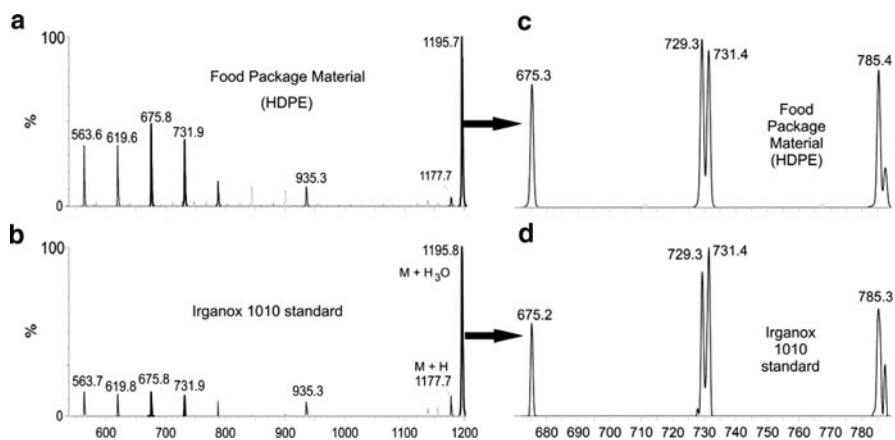 a
100
%
0
563.6
619.6
675.8
731.9
935.3
1177.7
1195.7
Food Package Material
(HDPE)
b
100
%
0
563.7
619.8
675.8
731.9
935.3
M + H
1177.7
1195.8
M + H3O
Irganox 1010 standard
600 700 800 900 1000 1100 1200
c
675.3
729.3
731.4
785.4
Food
Package
Material
(HDPE)
d
675.2
729.3
731.4
785.3
Irganox
1010
standard
680 690 700 710 720 730 740 750 760 770 780